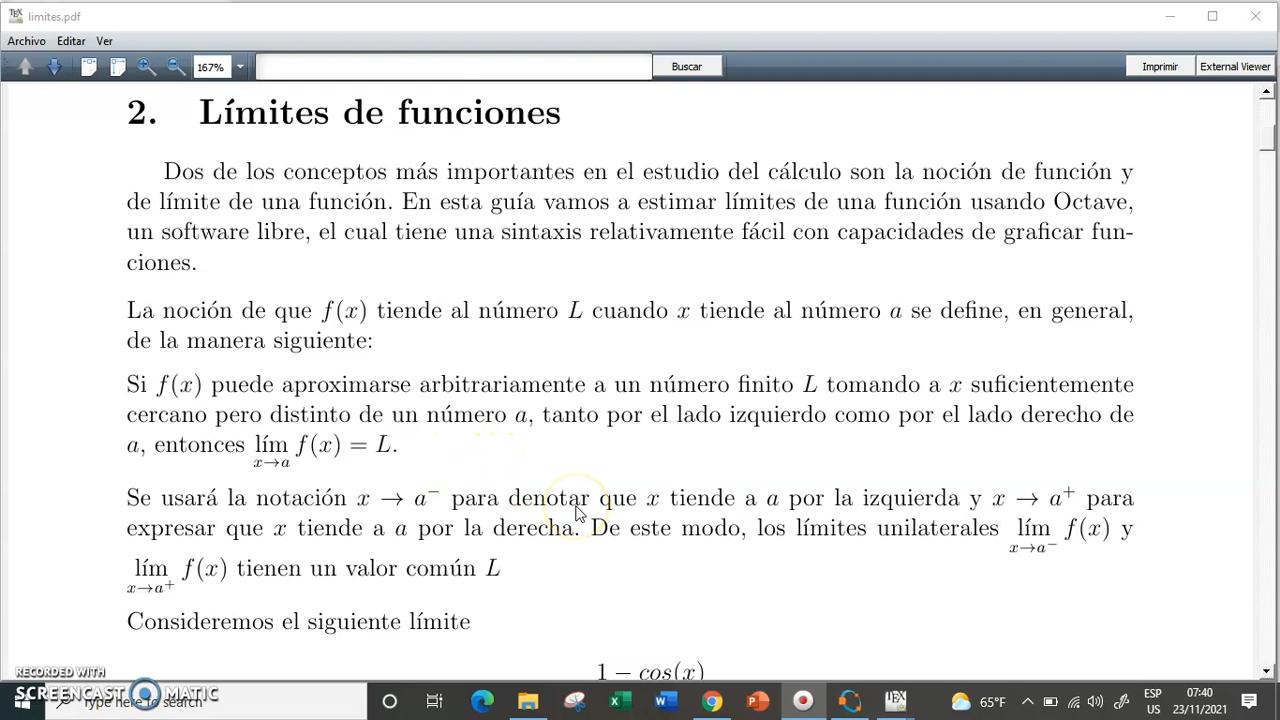 limites.pdf
Archivo Editar Ver
167% Buscar Imprimir External Viewer
2. Límites de funciones
Dos de los conceptos más importantes en el estudio del cálculo son la noción de función y
de límite de una función. En esta guía vamos a estimar límites de una función usando Octave,
un software libre, el cual tiene una sintaxis relativamente fácil con capacidades de graficar fun-
ciones.
La noción de que f(x) tiende al número L cuando x tiende al número a se define, en general,
de la manera siguiente:
Si f(x) puede aproximarse arbitrariamente a un número finito L tomando a x suficientemente
cercano pero distinto de un número a, tanto por el lado izquierdo como por el lado derecho de
a, entonces lím x→a f(x) = L.
Se usará la notación x → a⁻ para denotar que x tiende a a por la izquierda y x → a⁺ para
expresar que x tiende a a por la derecha. De este modo, los límites unilaterales lím x→a⁻ f(x) y
lím x→a⁺ f(x) tienen un valor común L
Consideremos el siguiente límite
1 − cos(x)
RECORDED WITH
SCREENCAST MATIC
Type here to search
65°F
ESP
US
07:40
23/11/2021